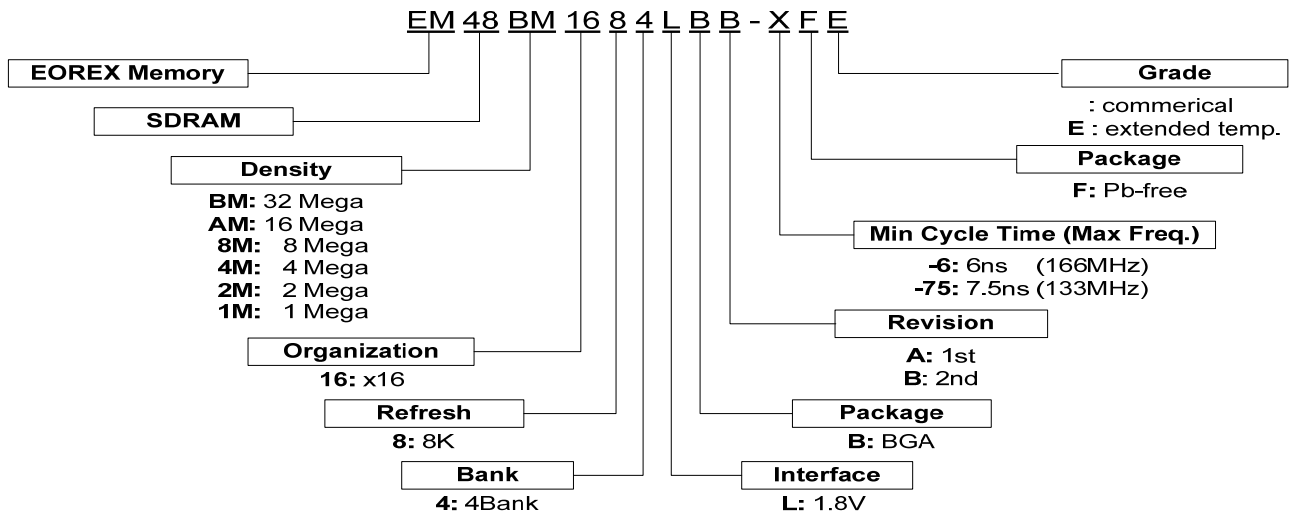 EM 48 BM 16 8 4 L B B - X F E
EOREX Memory
SDRAM
Density
BM: 32 Mega
AM: 16 Mega
8M: 8 Mega
4M: 4 Mega
2M: 2 Mega
1M: 1 Mega
Organization
16: x16
Refresh
8: 8K
Bank
4: 4Bank
Grade
: commerical
E : extended temp.
Package
F: Pb-free
Min Cycle Time (Max Freq.)
-6: 6ns (166MHz)
-75: 7.5ns (133MHz)
Revision
A: 1st
B: 2nd
Package
B: BGA
Interface
L: 1.8V